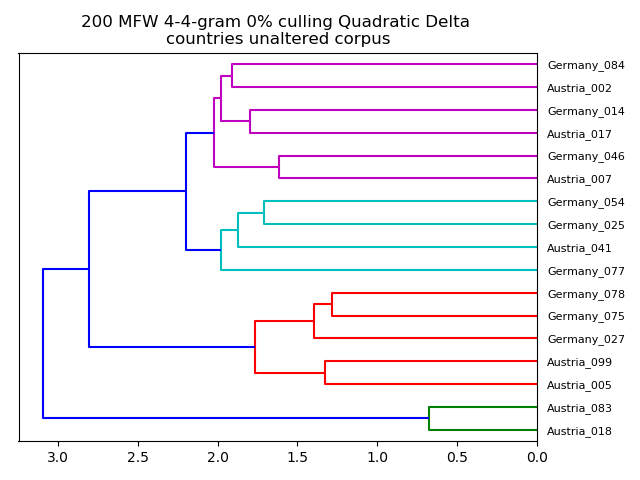 200 MFW 4-4-gram 0% culling Quadratic Delta
countries unaltered corpus
Germany_084
Austria_002
Germany_014
Austria_017
Germany_046
Austria_007
Germany_054
Germany_025
Austria_041
Germany_077
Germany_078
Germany_075
Germany_027
Austria_099
Austria_005
Austria_083
Austria_018
3.0 2.5 2.0 1.5 1.0 0.5 0.0